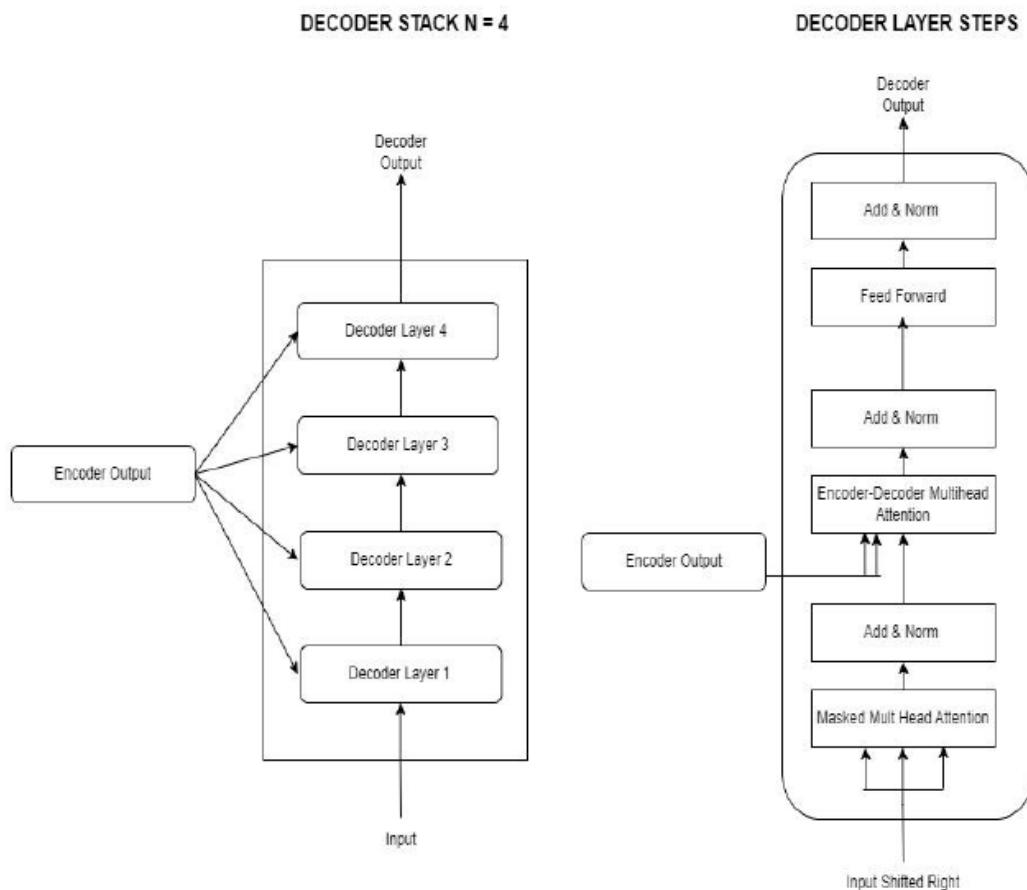 DECODER STACK N = 4
Decoder
Output
Decoder Layer 4
Decoder Layer 3
Encoder Output
Decoder Layer 2
Decoder Layer 1
Input
DECODER LAYER STEPS
Decoder
Output
Add & Norm
Feed Forward
Add & Norm
Encoder-Decoder Multihead
Attention
Encoder Output
Add & Norm
Masked Mult Head Attention
Input Shifted Right